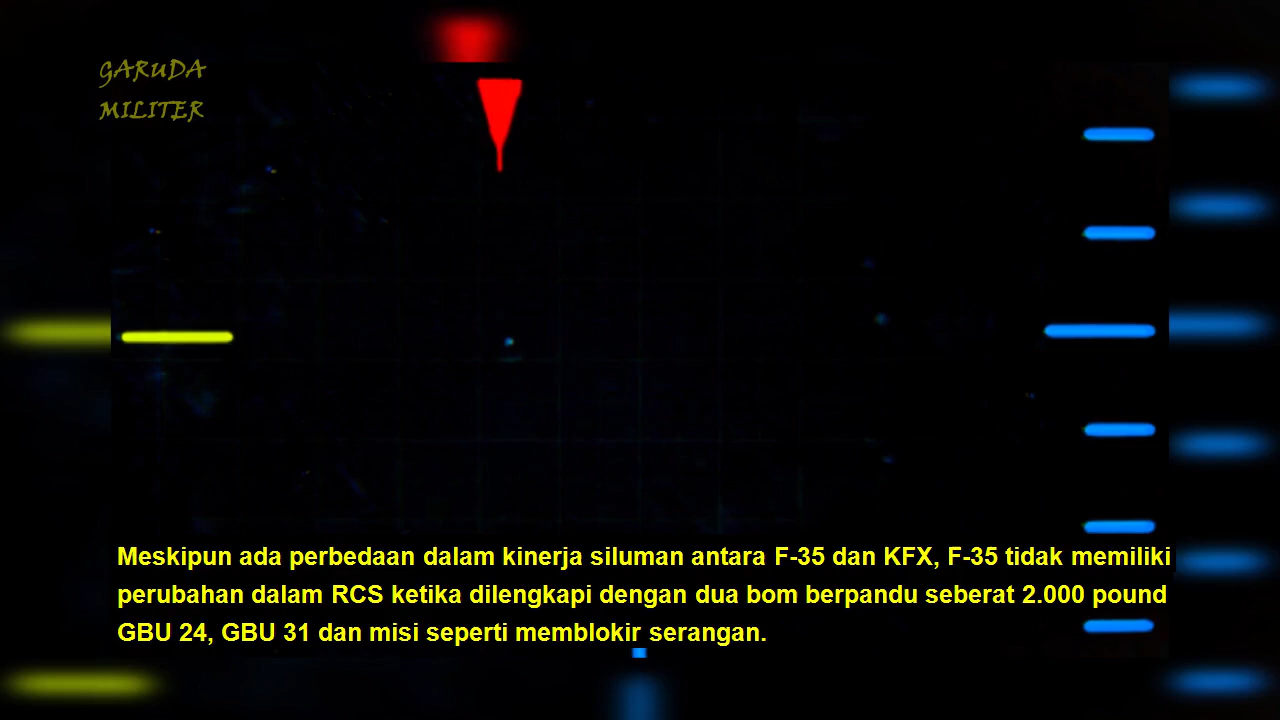 GARUDA
MILITER
Meskipun ada perbedaan dalam kinerja siluman antara F-35 dan KFX, F-35 tidak memiliki
perubahan dalam RCS ketika dilengkapi dengan dua bom berpandu seberat 2.000 pound
GBU 24, GBU 31 dan misi seperti memblokir serangan.